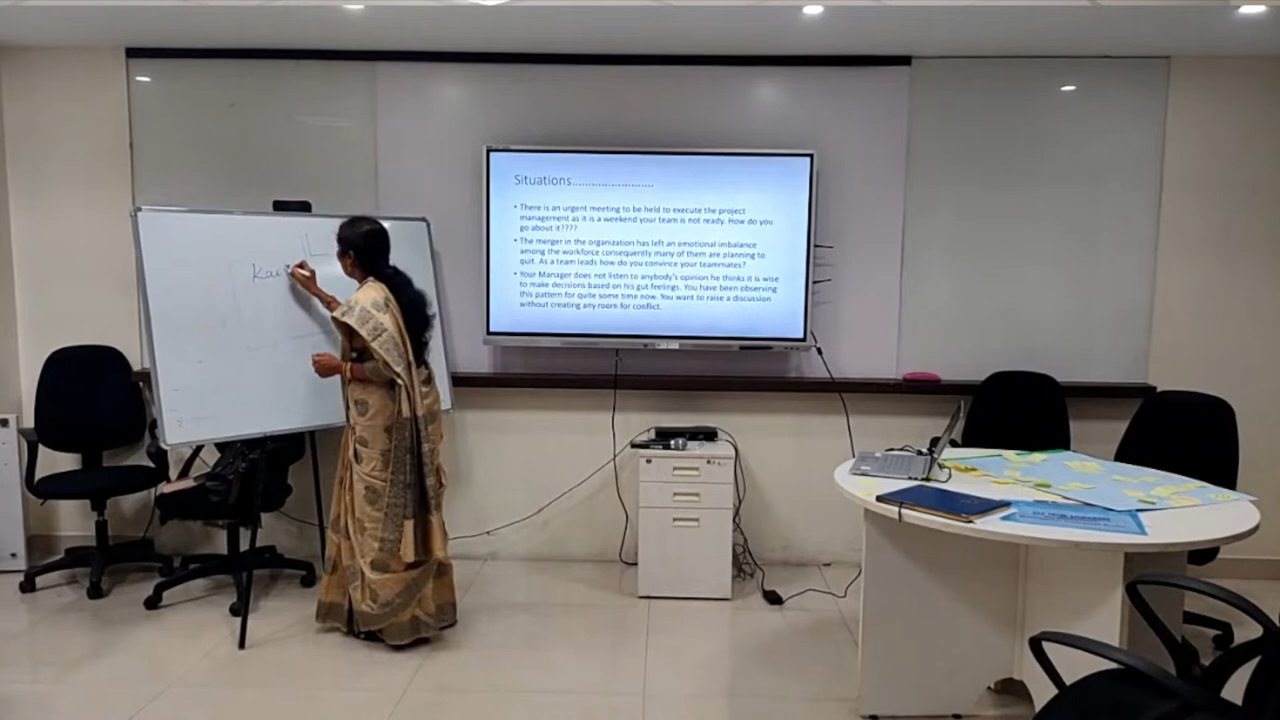 Situations........................
• There is an urgent meeting to be held to execute the project
management as it is a weekend your team is not ready. How do you
go about it????
• The merger in the organization has left an emotional imbalance
among the workforce consequently many of them are planning to
quit. As a team leads how do you convince your teammates?
• Your Manager does not listen to anybody's opinion he thinks it is wise
to make decisions based on his gut feelings. You have been observing
this pattern for quite some time now. You want to raise a discussion
without creating any room for conflict.